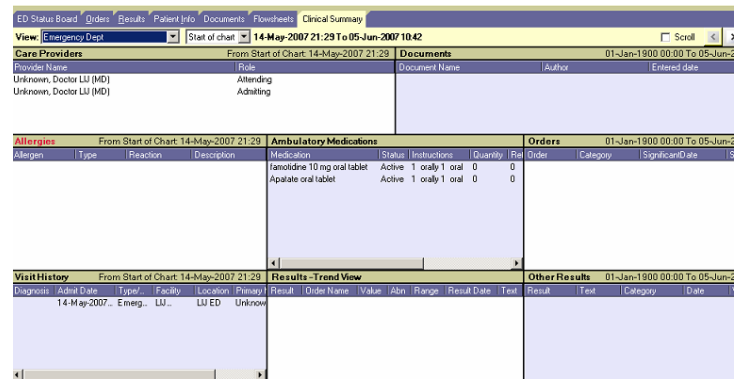 ED Status Board Orders Results Patient Info Documents Flowsheets Clinical Summary
View: Emergency Dept Start of chart 14-May-2007 21:29 To 05-Jun-2007 10:42 Scroll
Care Providers From Start of Chart: 14-May-2007 21:29
Provider Name Role
Unknown, Doctor LIJ (MD) Attending
Unknown, Doctor LIJ (MD) Admitting
Documents 01-Jan-1900 00:00 To 05-Jun-2
Document Name Author Entered date
Allergies From Start of Chart: 14-May-2007 21:29
Allergen Type Reaction Description
Ambulatory Medications
Medication Status Instructions Quantity Ref
famotidine 10 mg oral tablet Active 1 orally 1 oral 0 0
Apatate oral tablet Active 1 orally 1 oral 0 0
Orders 01-Jan-1900 00:00 To 05-Jun-2
Order Category SignificantDate S
Visit History From Start of Chart: 14-May-2007 21:29
Diagnosis Admit Date Type/.. Facility Location Primary
14-May-2007... Emerg... LIJ... LIJ ED Unknow
Results - Trend View
Result Order Name Value Abn Range Result Date Text
Other Results 01-Jan-1900 00:00 To 05-Jun-2
Result Text Category Date